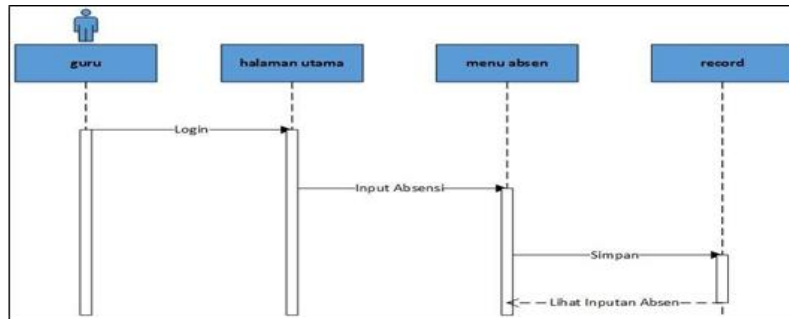 guru
halaman utama
menu absen
record
Login
Input Absensi
Simpan
Lihat Inputan Absen